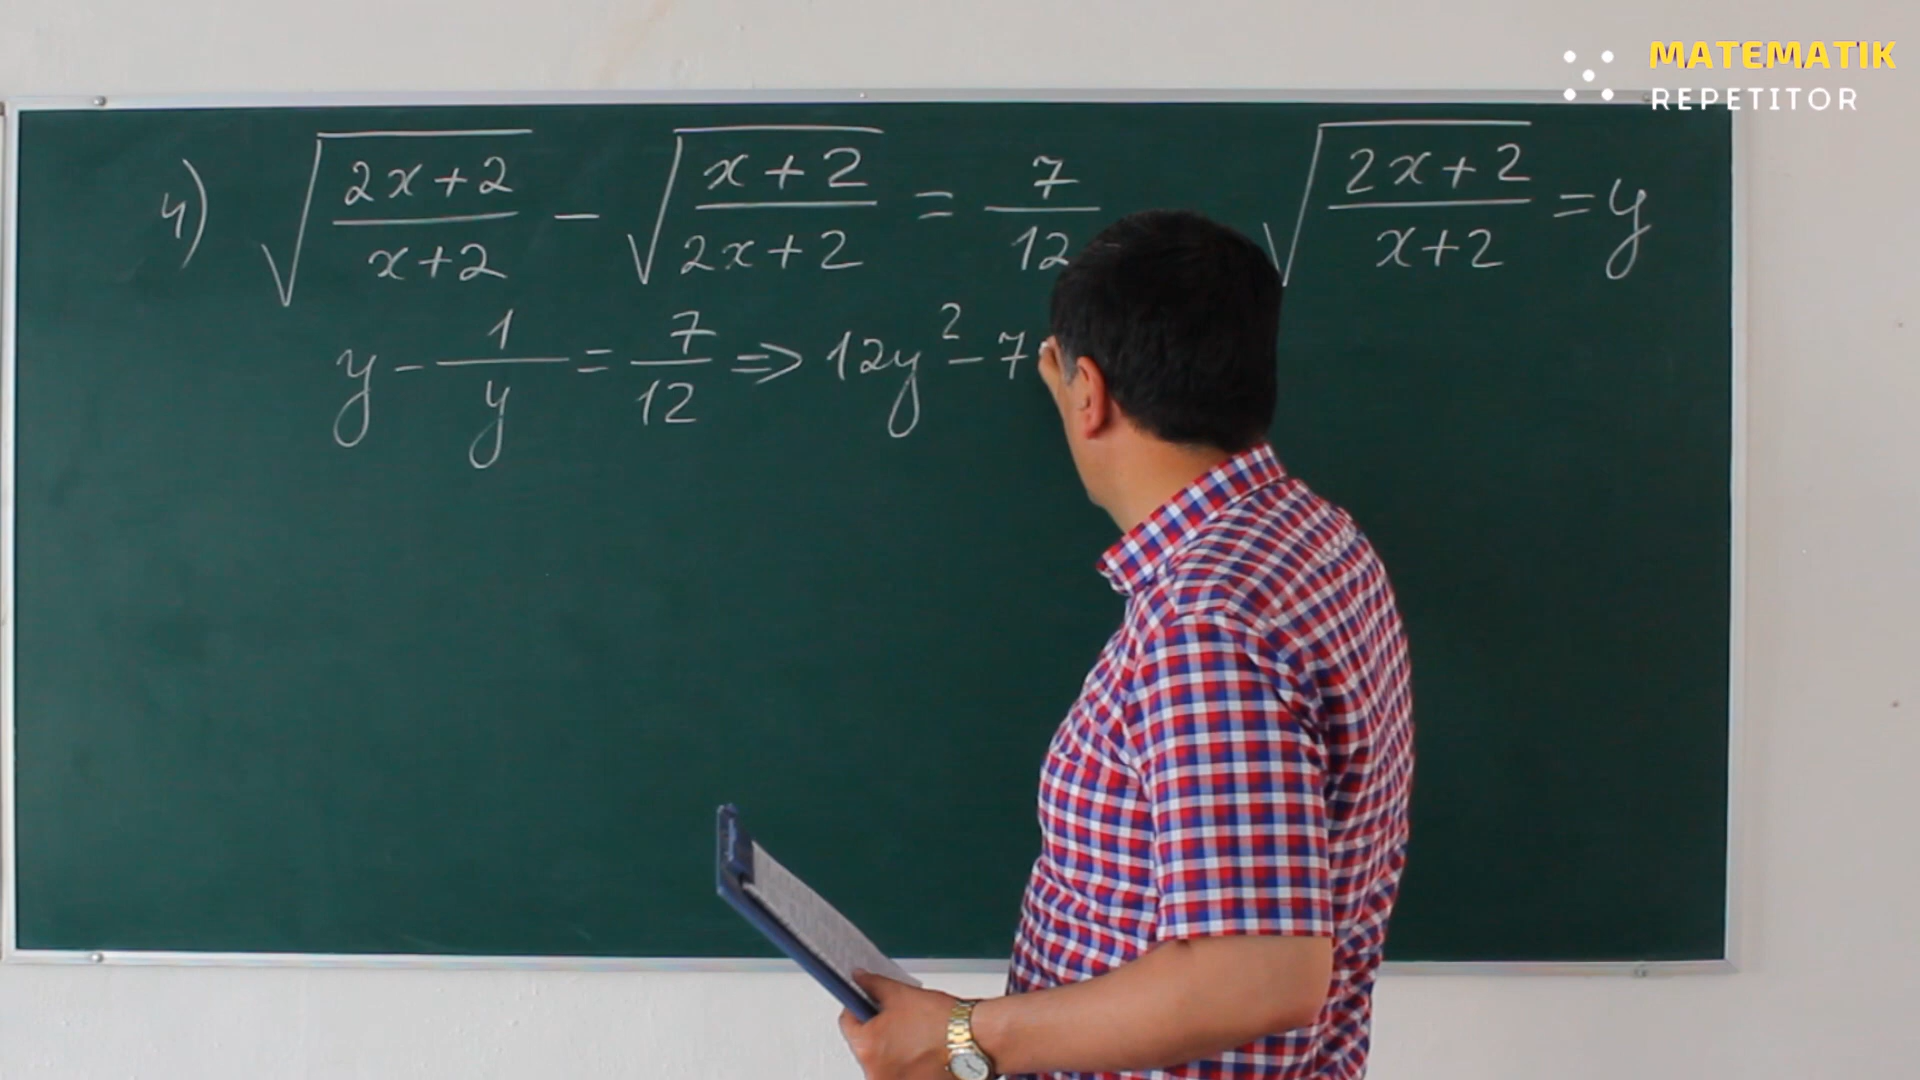 MATEMATIK
REPETITOR
4) √((2x+2)/(x+2)) - √((x+2)/(2x+2)) = 7/12 √((2x+2)/(x+2)) = y
y - 1/y = 7/12 ⇒ 12y² - 7